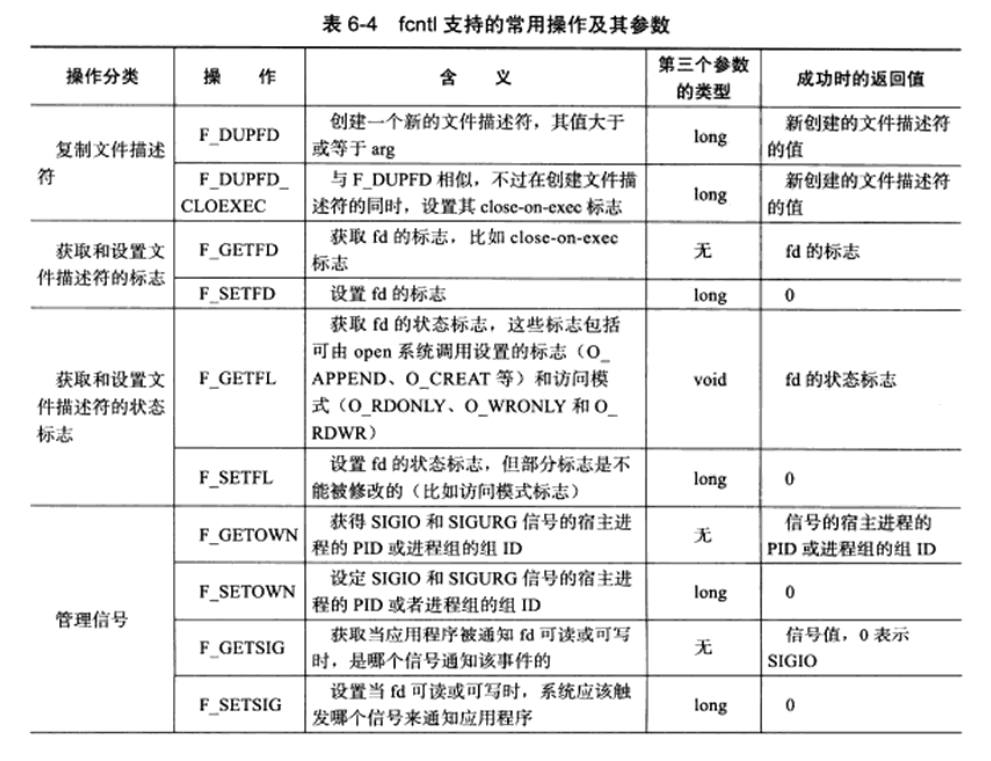 表 6-4 fcntl 支持的常用操作及其参数
操作分类 操 作 含 义 第三个参数的类型 成功时的返回值
复制文件描述符
F_DUPFD
创建一个新的文件描述符，其值大于
或等于 arg
long
新创建的文件描述符
的值
F_DUPFD_
CLOEXEC
与 F_DUPFD 相似，不过在创建文件描
述符的同时，设置其 close-on-exec 标志
long
新创建的文件描述符
的值
获取和设置文
件描述符的标志
F_GETFD
获取 fd 的标志，比如 close-on-exec
标志
无
fd 的标志
F_SETFD
设置 fd 的标志
long
0
获取和设置文
件描述符的状态
标志
F_GETFL
获取 fd 的状态标志，这些标志包括
可由 open 系统调用设置的标志（O_
APPEND、O_CREAT 等）和访问模
式（O_RDONLY、O_WRONLY 和 O_
RDWR）
void
fd 的状态标志
F_SETFL
设置 fd 的状态标志，但部分标志是不
能被修改的（比如访问模式标志）
long
0
管理信号
F_GETOWN
获得 SIGIO 和 SIGURG 信号的宿主进
程的 PID 或进程组的组 ID
无
信号的宿主进程的
PID 或进程组的组 ID
F_SETOWN
设定 SIGIO 和 SIGURG 信号的宿主进
程的 PID 或者进程组的组 ID
long
0
F_GETSIG
获取当应用程序被通知 fd 可读或可写
时，是哪个信号通知该事件的
无
信号值，0 表示
SIGIO
F_SETSIG
设置当 fd 可读或可写时，系统应该触
发哪个信号来通知应用程序
long
0